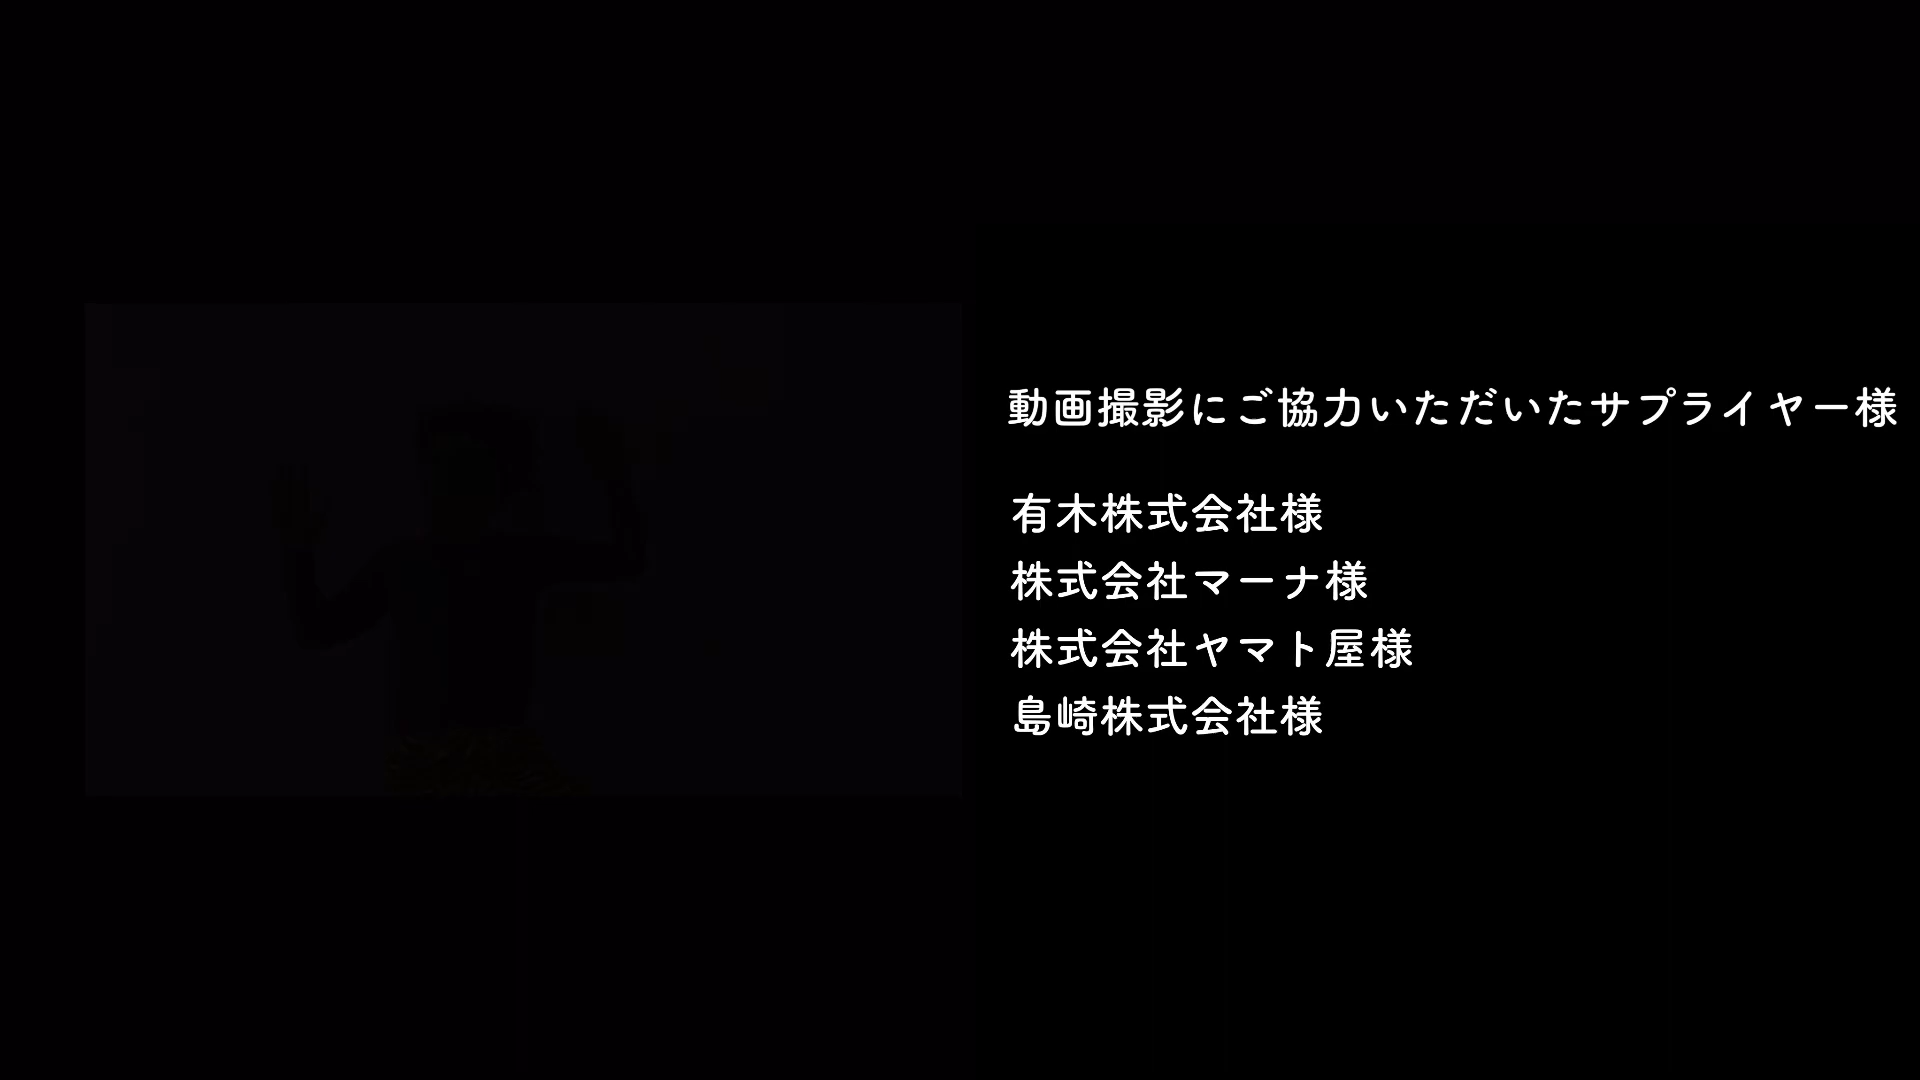 動画撮影にご協力いただいたサプライヤー様
有木株式会社様
株式会社マーナ様
株式会社ヤマト屋様
島崎株式会社様